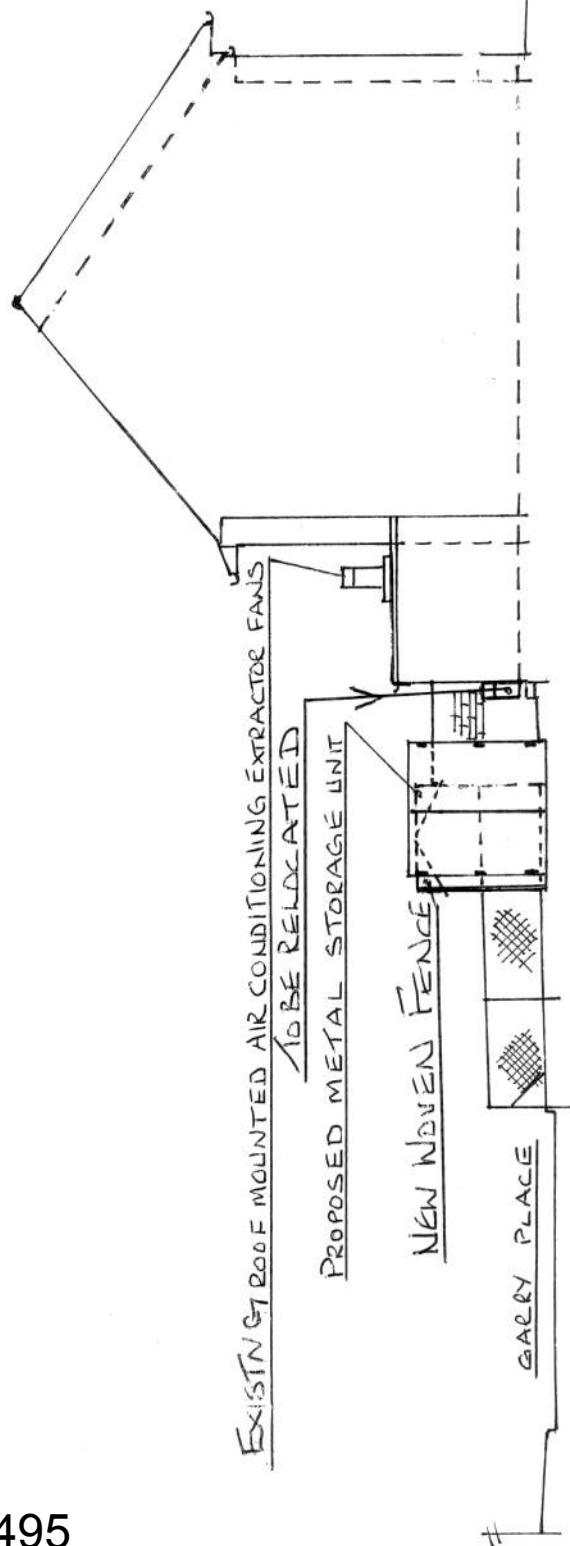 EXISTNG ROOF MOUNTED AIR CONDITIONING EXTRACTOR FANS
TO BE RELOCATED
PROPOSED METAL STORAGE UNIT
NEW WOVEN FENCE
GARRY PLACE
495